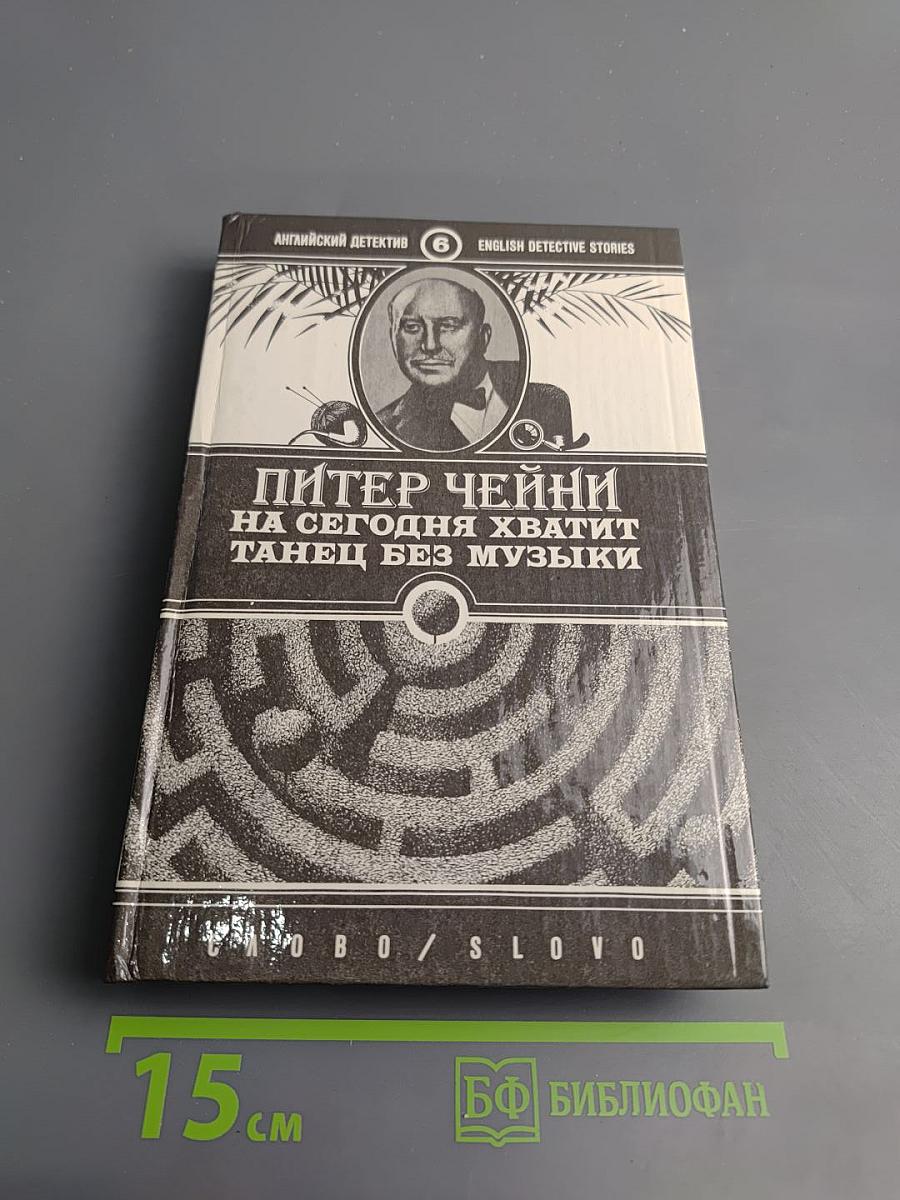 АНГЛИЙСКИЙ ДЕТЕКТИВ 6 ENGLISH DETECTIVE STORIES
ПИТЕР ЧЕЙНИ
НА СЕГОДНЯ ХВАТИТ
ТАНЕЦ БЕЗ МУЗЫКИ
СЛОВО / SLOVO
15 см
БФ БИБЛИОФАН